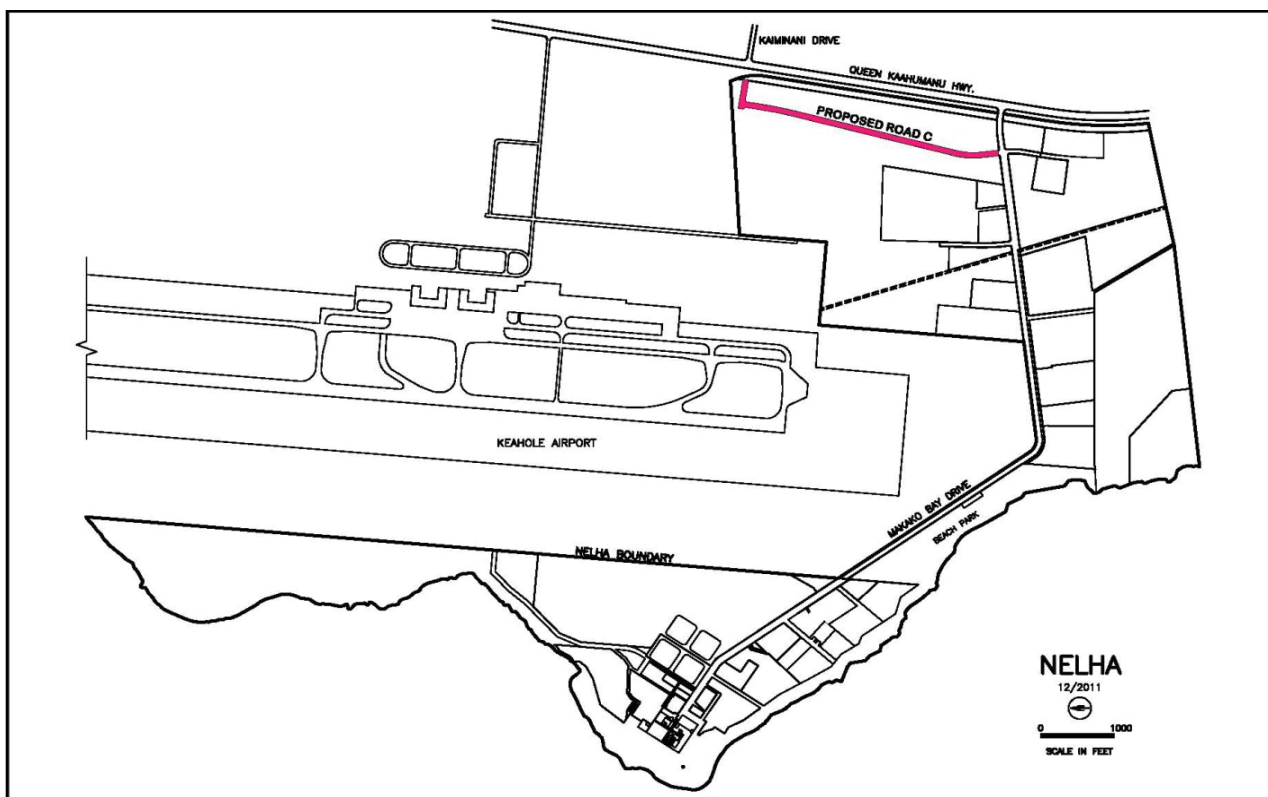 KAIMINANI DRIVE
QUEEN KAAHUMANU HWY.
PROPOSED ROAD C
KEAHOLE AIRPORT
MAKAKO BAY DRIVE
BEACH PARK
NELHA BOUNDARY
NELHA
12/2011
0 1000
SCALE IN FEET